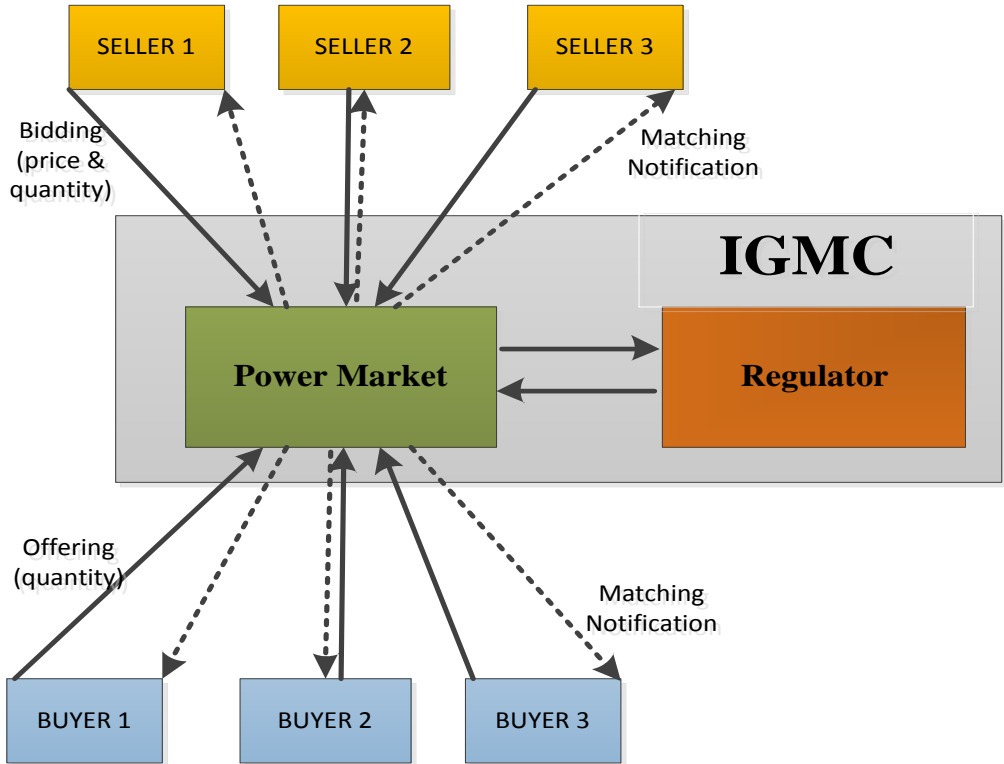 SELLER 1
SELLER 2
SELLER 3
Bidding
(price &
quantity)
Matching
Notification
IGMC
Power Market
Regulator
Offering
(quantity)
Matching
Notification
BUYER 1
BUYER 2
BUYER 3